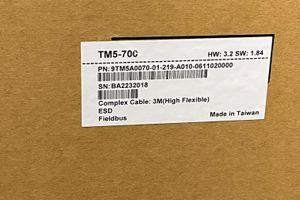 TM5-700
HW: 3.2 SW: 1.84
PN:9TM5A0070-01-219-A010-0611020000
SN:BA2232018
Complex Cable: 3M(High Flexible)
ESD
Fieldbus
Made in Taiwan